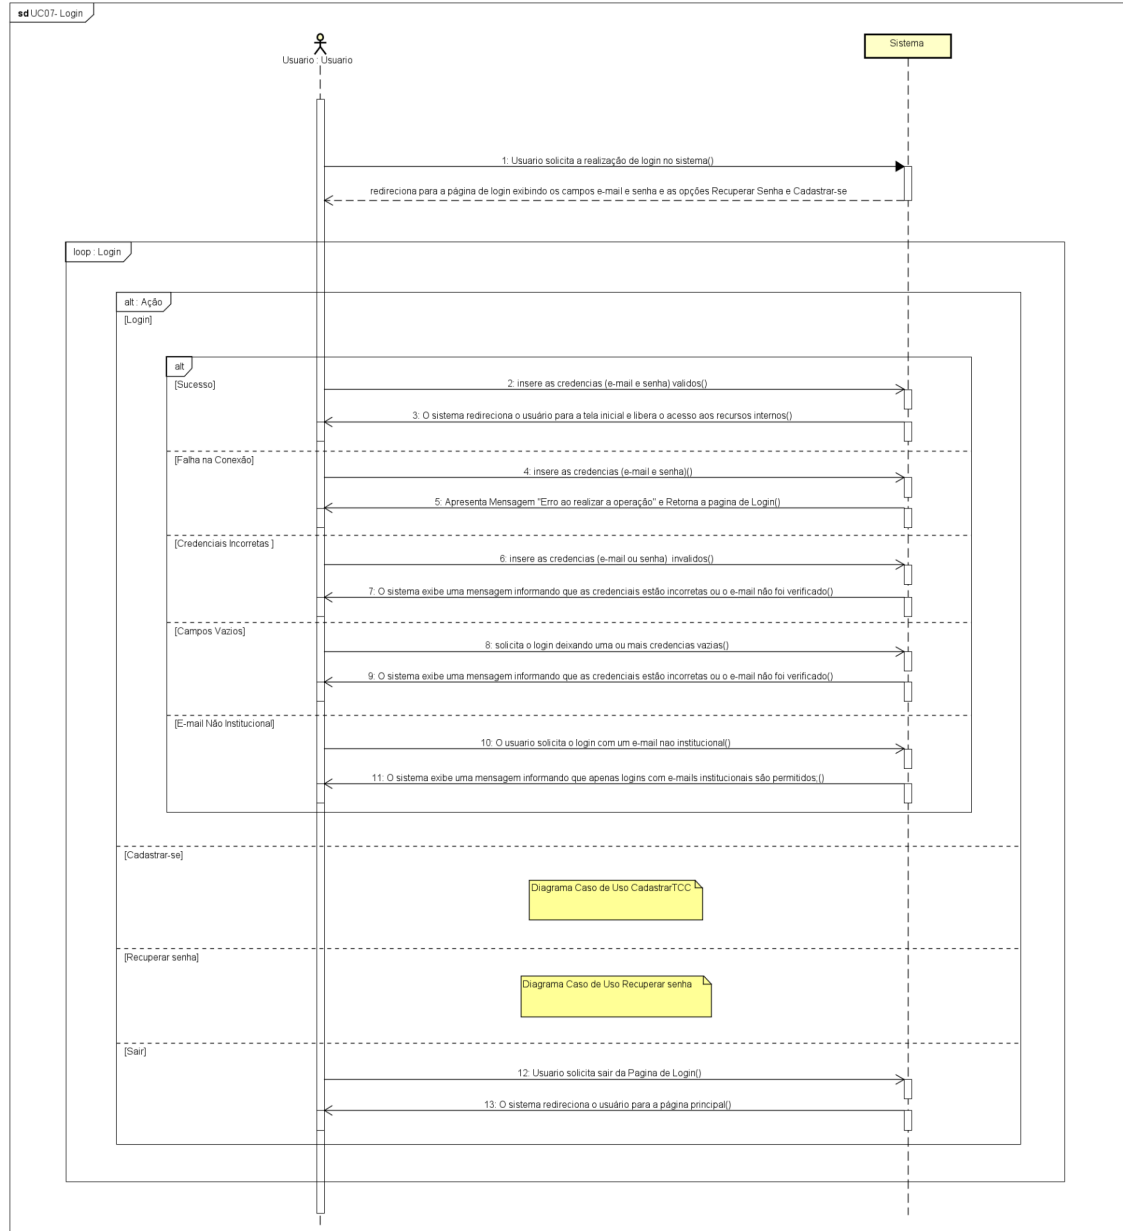 sd UC07- Login
Usuario : Usuario
Sistema
1: Usuario solicita a realização de login no sistema()
redireciona para a página de login exibindo os campos e-mail e senha e as opções Recuperar Senha e Cadastrar-se
loop : Login
alt : Ação
[Login]
alt
[Sucesso]
2: insere as credencias (e-mail e senha) validos()
3: O sistema redireciona o usuário para a tela inicial e libera o acesso aos recursos internos()
[Falha na Conexão]
4: insere as credencias (e-mail e senha)()
5: Apresenta Mensagem "Erro ao realizar a operação" e Retorna a pagina de Login()
[Credenciais Incorretas ]
6: insere as credencias (e-mail ou senha)  invalidos()
7: O sistema exibe uma mensagem informando que as credenciais estão incorretas ou o e-mail não foi verificado()
[Campos Vazios]
8: solicita o login deixando uma ou mais credencias vazias()
9: O sistema exibe uma mensagem informando que as credenciais estão incorretas ou o e-mail não foi verificado()
[E-mail Não Institucional]
10: O usuario solicita o login com um e-mail nao institucional()
11: O sistema exibe uma mensagem informando que apenas logins com e-mails institucionais são permitidos;()
[Cadastrar-se]
Diagrama Caso de Uso CadastrarTCC
[Recuperar senha]
Diagrama Caso de Uso Recuperar senha
[Sair]
12: Usuario solicita sair da Pagina de Login()
13: O sistema redireciona o usuário para a página principal()